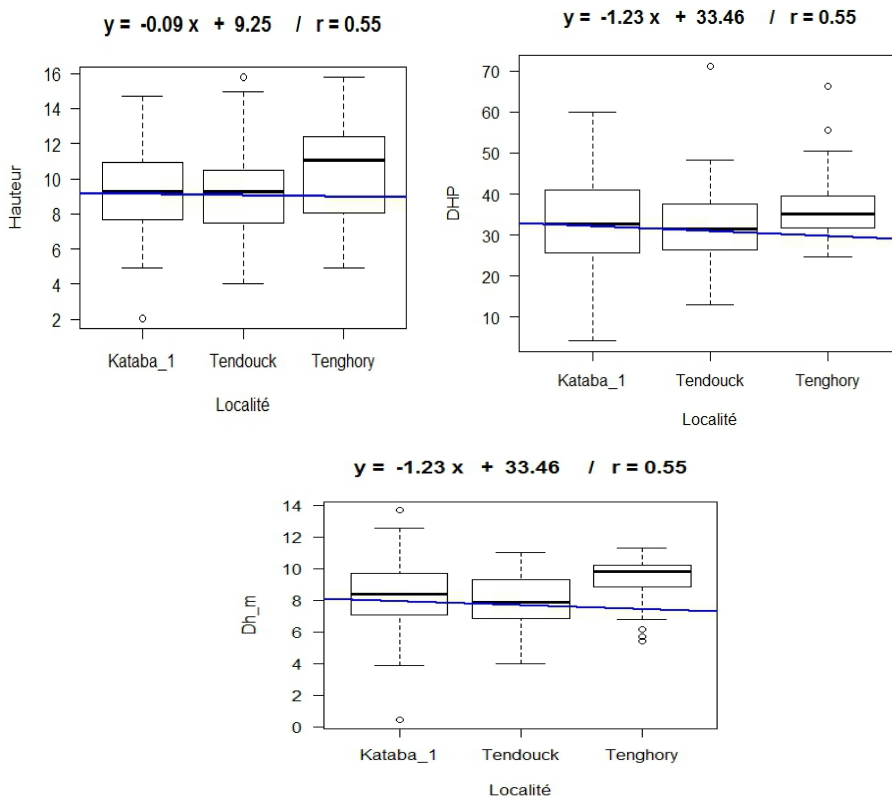 y = -0.09 x + 9.25 / r = 0.55
Hauteur
16
14
12
10
8
6
4
2
Kataba_1 Tendouck Tenghory
Localité
y = -1.23 x + 33.46 / r = 0.55
DHP
70
60
50
40
30
20
10
Kataba_1 Tendouck Tenghory
Localité
y = -1.23 x + 33.46 / r = 0.55
Dh_m
14
12
10
8
6
4
2
0
Kataba_1 Tendouck Tenghory
Localité